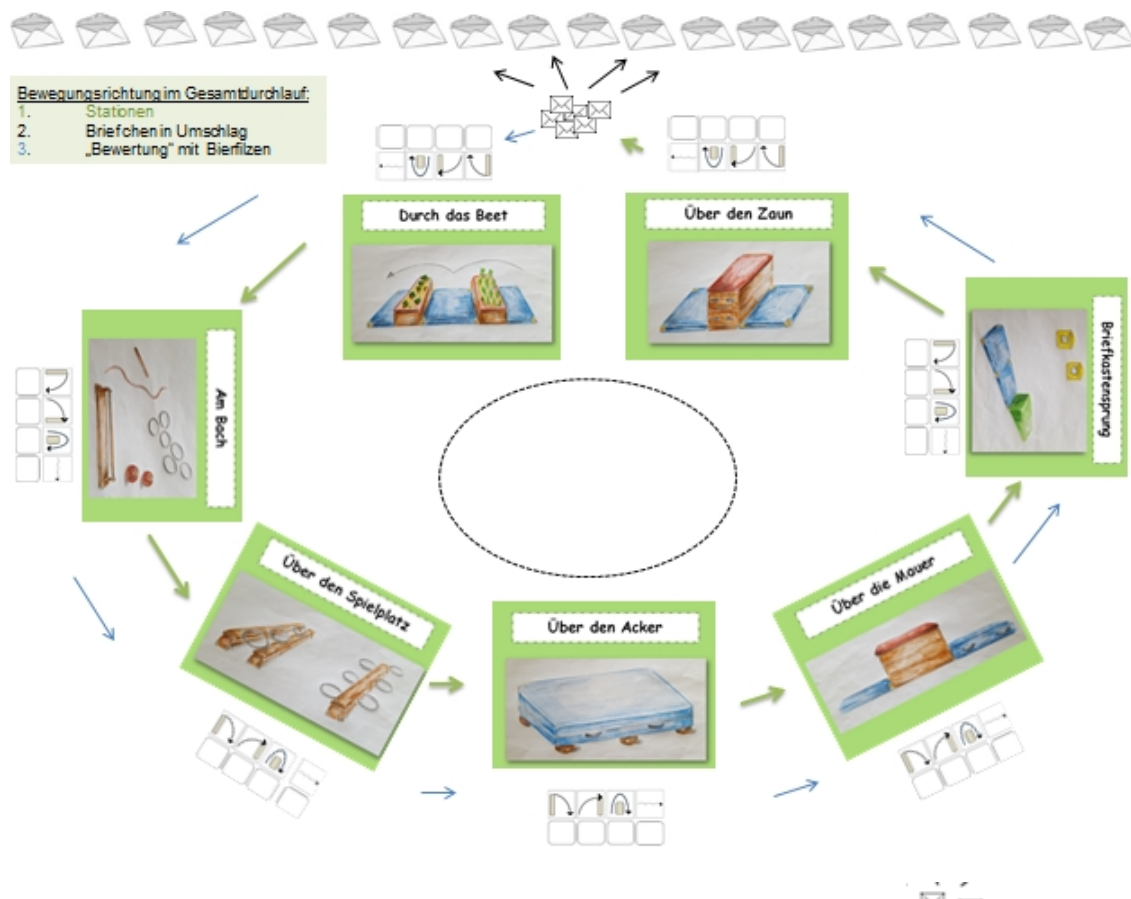 Bewegungsrichtung im Gesamtdurchlauf:
1. Stationen
2. Briefchen in Umschlag
3. „Bewertung" mit Bierfilzen
Durch das Beet
Über den Zaun
Am Bach
Briefkastensprung
Über den Spielplatz
Über den Acker
Über die Mauer